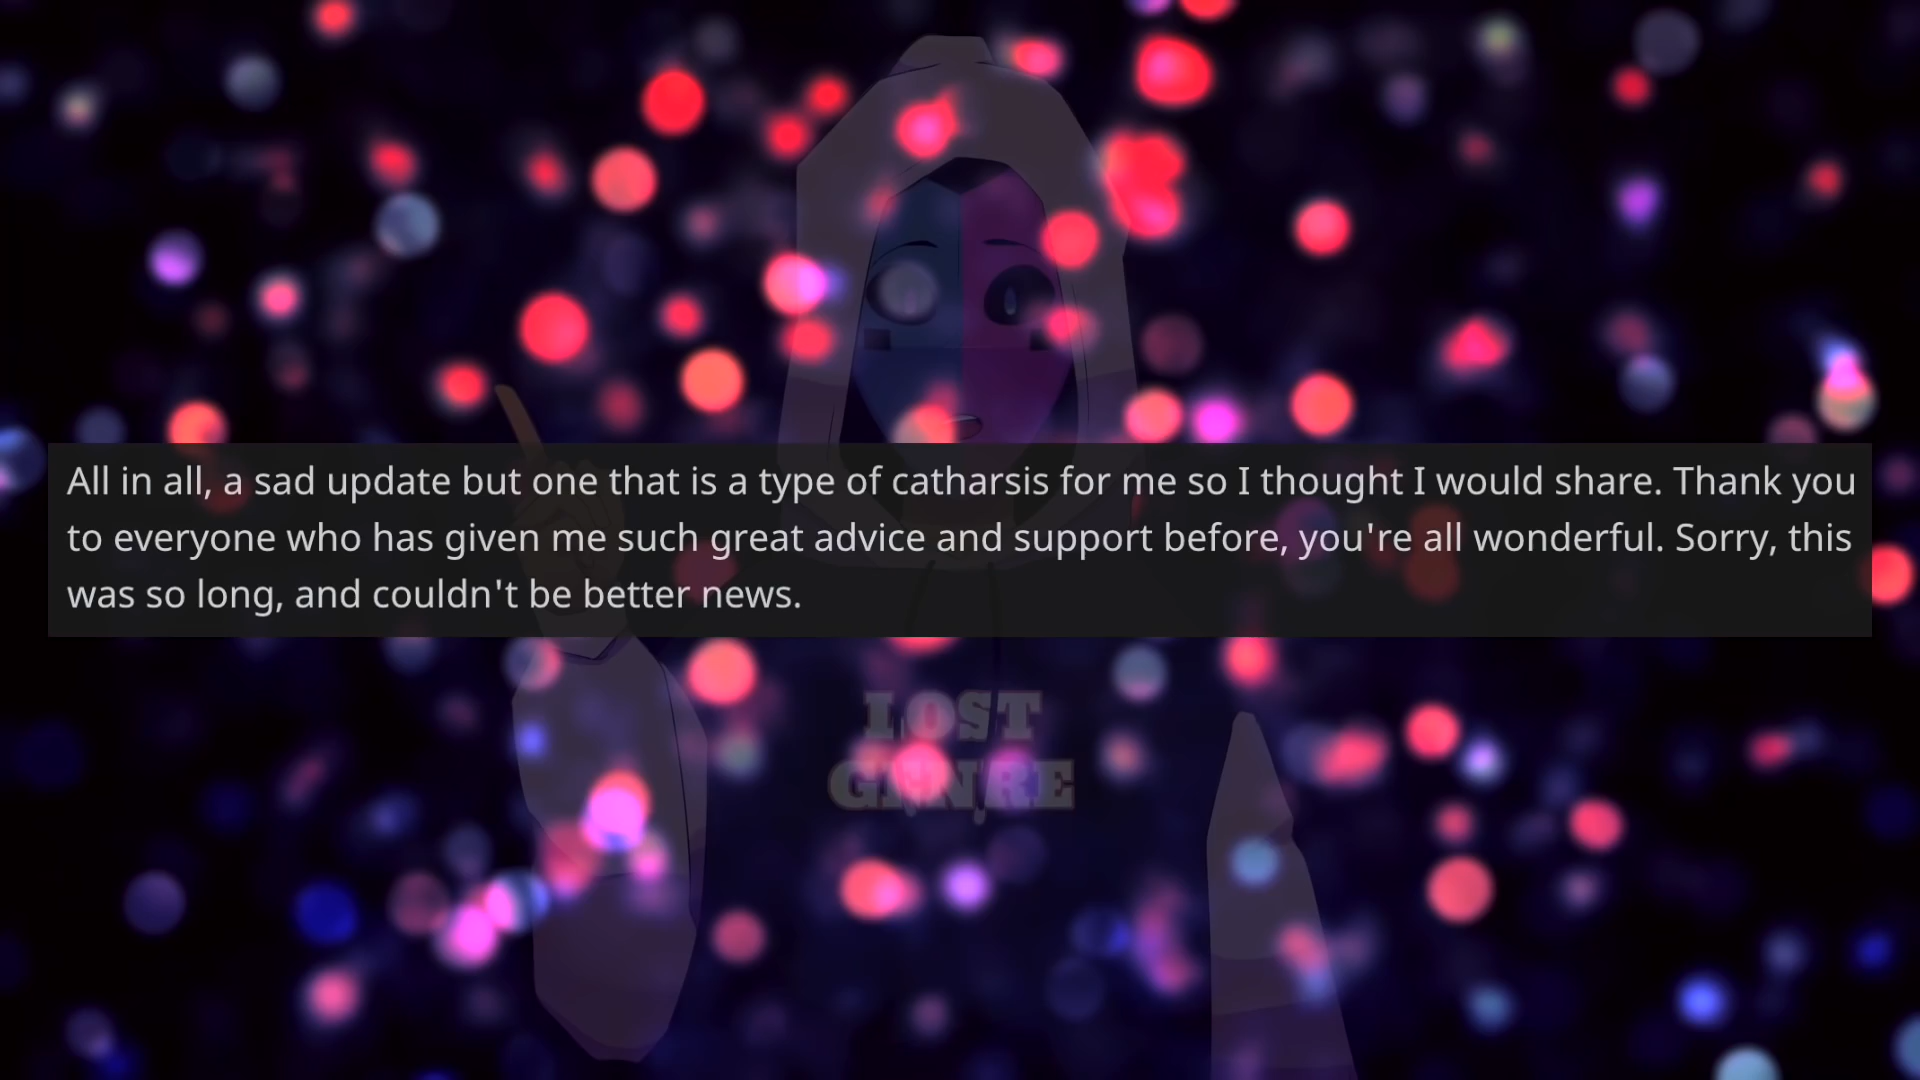 All in all, a sad update but one that is a type of catharsis for me so I thought I would share. Thank you
to everyone who has given me such great advice and support before, you're all wonderful. Sorry, this
was so long, and couldn't be better news.
LOST
GENRE